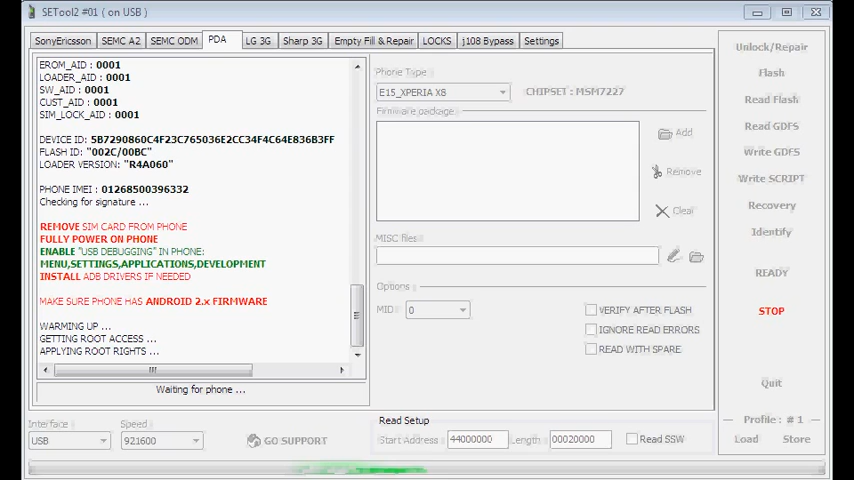 SETool2 #01 ( on USB )
SonyEricsson SEMC A2 SEMC ODM PDA LG 3G Sharp 3G Empty Fill & Repair LOCKS j108 Bypass Settings
EROM_AID : 0001
LOADER_AID : 0001
SW_AID : 0001
CUST_AID : 0001
SIM_LOCK_AID : 0001
DEVICE ID: 5B7290860C4F23C765036E2CC34F4C64E836B3FF
FLASH ID: "002C/00BC"
LOADER VERSION: "R4A060"
PHONE IMEI : 01268500396332
Checking for signature ...
REMOVE SIM CARD FROM PHONE
FULLY POWER ON PHONE
ENABLE "USB DEBUGGING" IN PHONE:
MENU,SETTINGS,APPLICATIONS,DEVELOPMENT
INSTALL ADB DRIVERS IF NEEDED
MAKE SURE PHONE HAS ANDROID 2.x FIRMWARE
WARMING UP ...
GETTING ROOT ACCESS ...
APPLYING ROOT RIGHTS ...
Waiting for phone ...
Phone Type
E15_XPERIA X8 CHIPSET : MSM7227
Firmware package:
Add
Remove
Clear
MISC files
Options
MID: 0
VERIFY AFTER FLASH
IGNORE READ ERRORS
READ WITH SPARE
Unlock/Repair
Flash
Read Flash
Read GDFS
Write GDFS
Write SCRIPT
Recovery
Identify
READY
STOP
Quit
Profile : # 1
Load Store
Interface Speed
USB 921600 GO SUPPORT
Read Setup
Start Address 44000000 Length 00020000 Read SSW